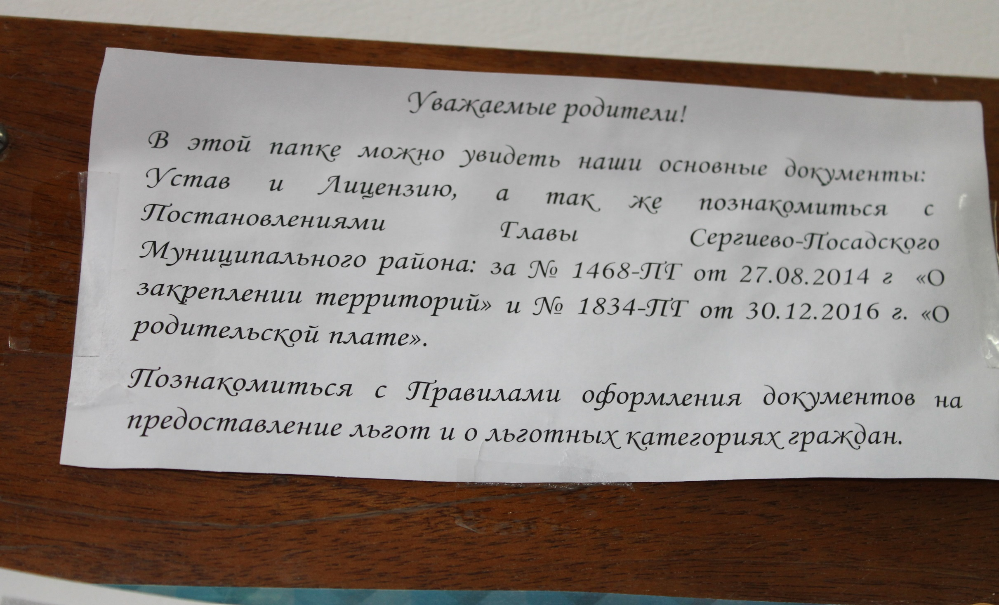 Уважаемые родители!
В этой папке можно увидеть наши основные документы:
Устав и Лицензию, а так же познакомиться с
Постановлениями Главы Сергиево-Посадского
Муниципального района: за № 1468-ПГ от 27.08.2014 г «О
закреплении территорий» и № 1834-ПГ от 30.12.2016 г. «О
родительской плате».
Познакомиться с Правилами оформления документов на
предоставление льгот и о льготных категориях граждан.